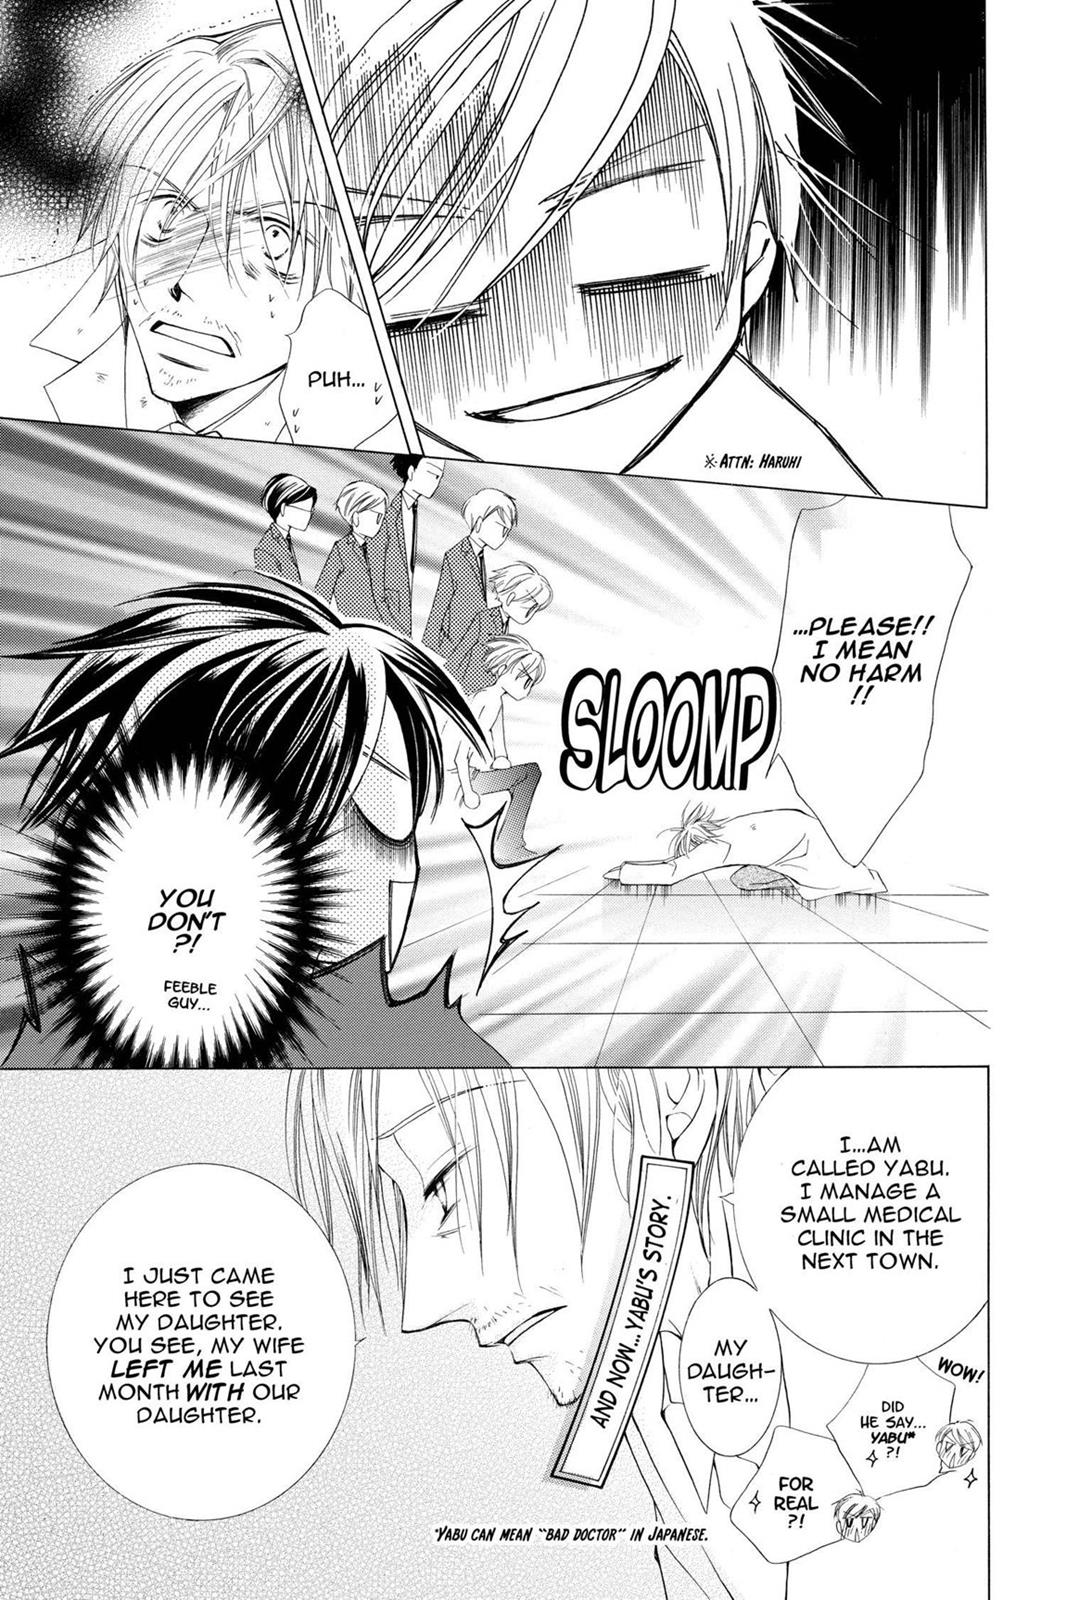 ※ATTN: HARUHI
PUH...
...PLEASE!!
I MEAN
NO HARM
!!
SLOOMP
YOU
DON'T
?!
FEEBLE
GUY...
I...AM
CALLED YABU.
I MANAGE A
SMALL MEDICAL
CLINIC IN THE
NEXT TOWN.
WOW!
DID
HE SAY...
YABU*
?!
FOR
REAL
?!
MY
DAUGH-
TER...
AND NOW...YABU'S STORY.
I JUST CAME
HERE TO SEE
MY DAUGHTER.
YOU SEE, MY WIFE
LEFT ME LAST
MONTH WITH OUR
DAUGHTER.
*YABU CAN MEAN "BAD DOCTOR" IN JAPANESE.